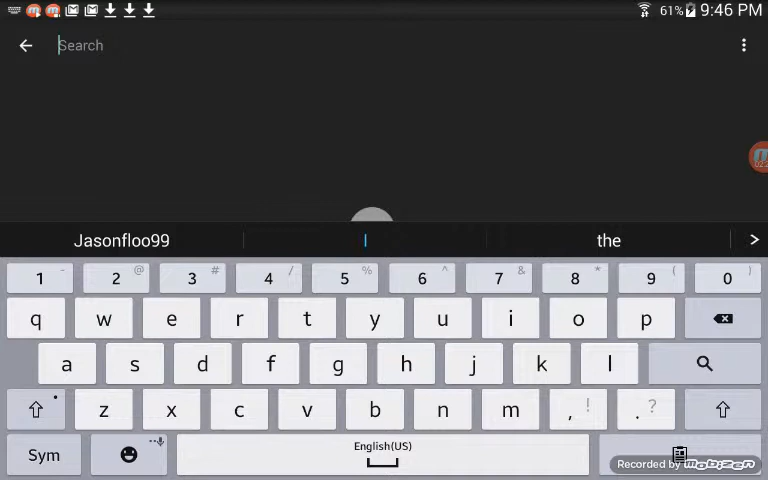 61% 9:46 PM
Search
Jasonfloo99 I the >
1 - 2 @ 3 # 4 / 5 % 6 ^ 7 & 8 * 9 ( 0 )
q w e r t y u i o p
a s d f g h j k l
z x c v b n m , ! . ?
Sym English(US)
Recorded by mobizen